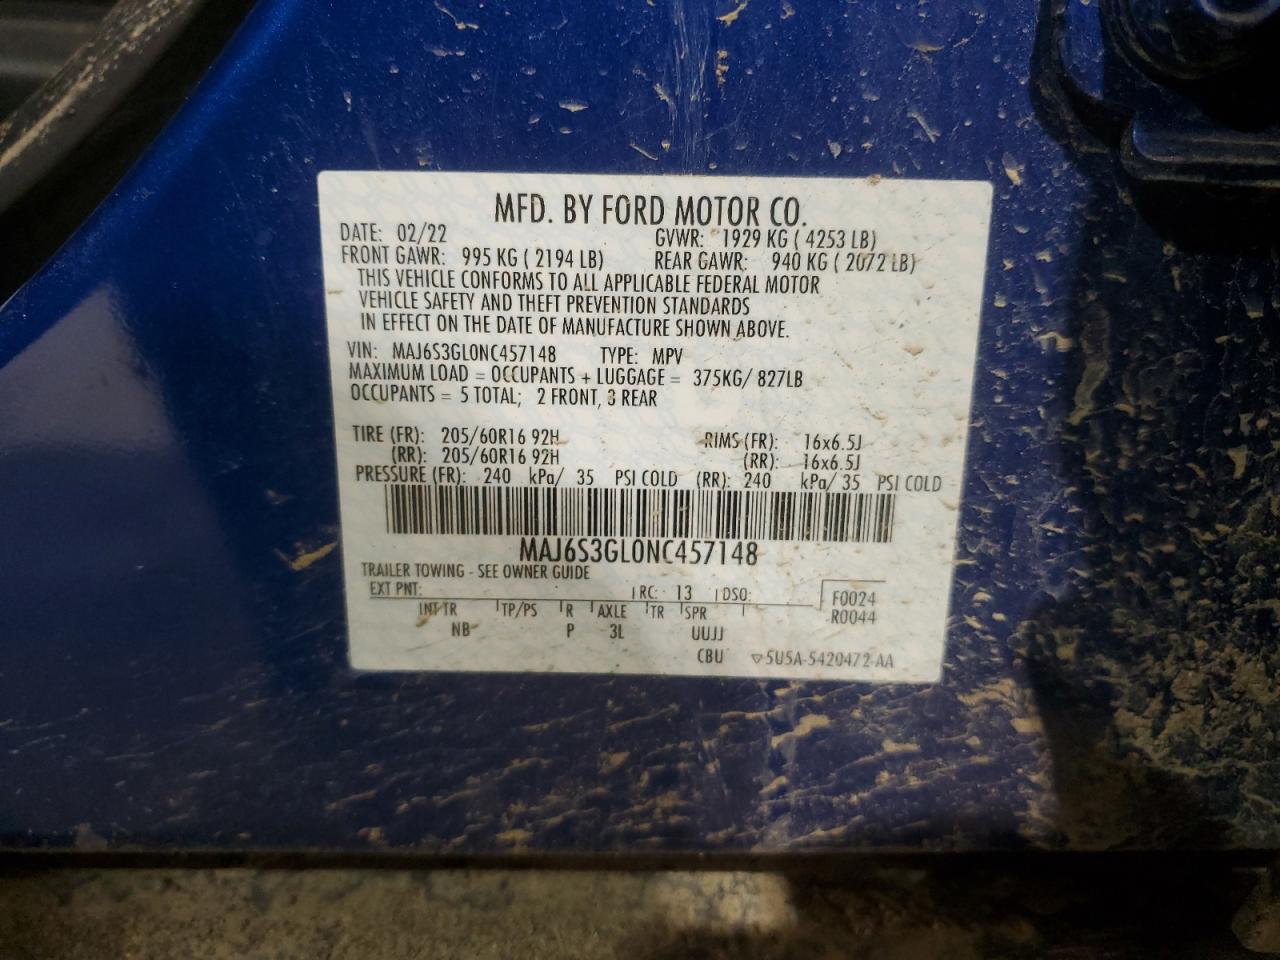 MFD. BY FORD MOTOR CO.
DATE: 02/22 GVWR: 1929 KG ( 4253 LB)
FRONT GAWR: 995 KG ( 2194 LB) REAR GAWR: 940 KG ( 2072 LB)
THIS VEHICLE CONFORMS TO ALL APPLICABLE FEDERAL MOTOR
VEHICLE SAFETY AND THEFT PREVENTION STANDARDS
IN EFFECT ON THE DATE OF MANUFACTURE SHOWN ABOVE.
VIN: MAJ6S3GL0NC457148 TYPE: MPV
MAXIMUM LOAD = OCCUPANTS + LUGGAGE = 375KG/ 827LB
OCCUPANTS = 5 TOTAL; 2 FRONT, 3 REAR
TIRE (FR): 205/60R16 92H RIMS (FR): 16x6.5J
(RR): 205/60R16 92H (RR): 16x6.5J
PRESSURE (FR): 240 kPa/ 35 PSI COLD (RR): 240 kPa/ 35 PSI COLD
MAJ6S3GL0NC457148
TRAILER TOWING - SEE OWNER GUIDE
EXT PNT: RC: 13 DSO: F0024
INT TR TP/PS R AXLE TR SPR R0044
NB P 3L UUJJ
CBU ▽5U5A-5420472-AA